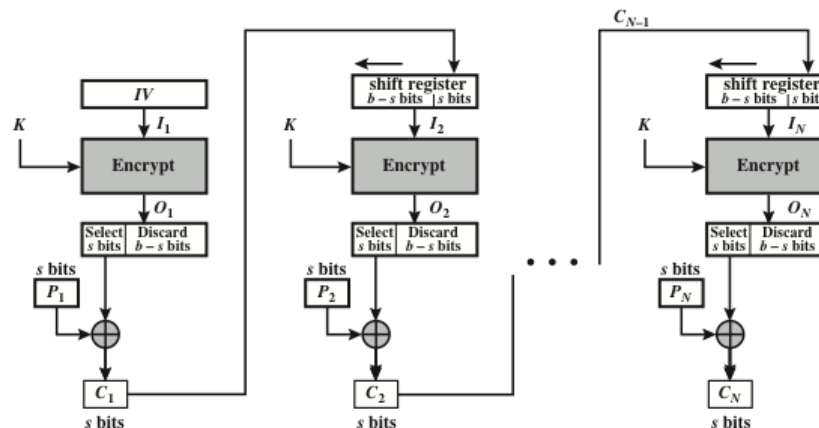 C_{N-1}
IV
shift register
b – s bits | s bits
shift register
b – s bits | s bits
K
I_1
K
I_2
K
I_N
Encrypt
Encrypt
Encrypt
O_1
O_2
O_N
Select
s bits
Discard
b – s bits
Select
s bits
Discard
b – s bits
Select
s bits
Discard
b – s bits
• • •
s bits
P_1
s bits
P_2
s bits
P_N
C_1
C_2
C_N
s bits
s bits
s bits